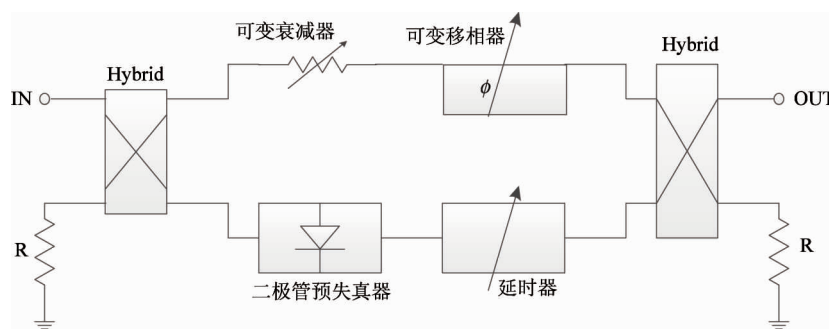 可变衰减器
可变移相器
Hybrid
Hybrid
IN
OUT
ϕ
R
R
二极管预失真器
延时器